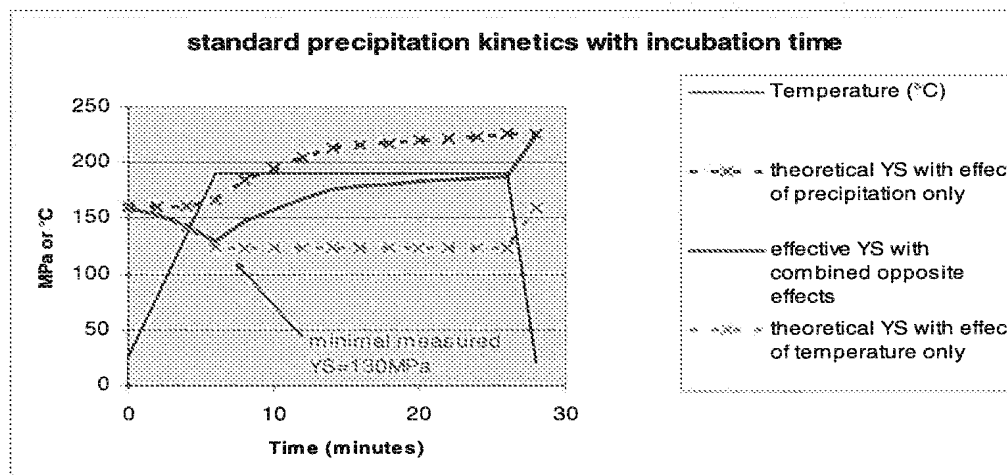 standard precipitation kinetics with incubation time
250
200
150
100
50
0
MPa or °C
0 10 20 30
Time (minutes)
minimal measured
YS=130MPa
Temperature (°C)
theoretical YS with effec
of precipitation only
effective YS with
combined opposite
effects
theoretical YS with effec
of temperature only